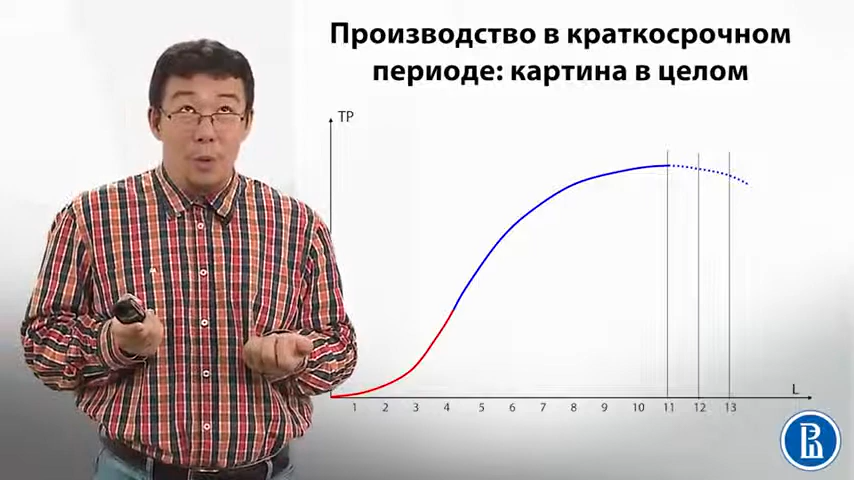 Производство в краткосрочном
периоде: картина в целом
TP
L
1 2 3 4 5 6 7 8 9 10 11 12 13